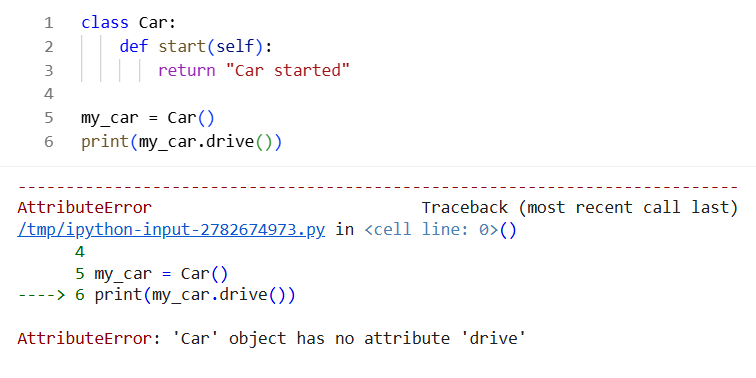 1 class Car:
2     def start(self):
3         return "Car started"
4
5 my_car = Car()
6 print(my_car.drive())
---------------------------------------------------------------------------
AttributeError                            Traceback (most recent call last)
/tmp/ipython-input-2782674973.py in <cell line: 0>()
      4
      5 my_car = Car()
----> 6 print(my_car.drive())

AttributeError: 'Car' object has no attribute 'drive'